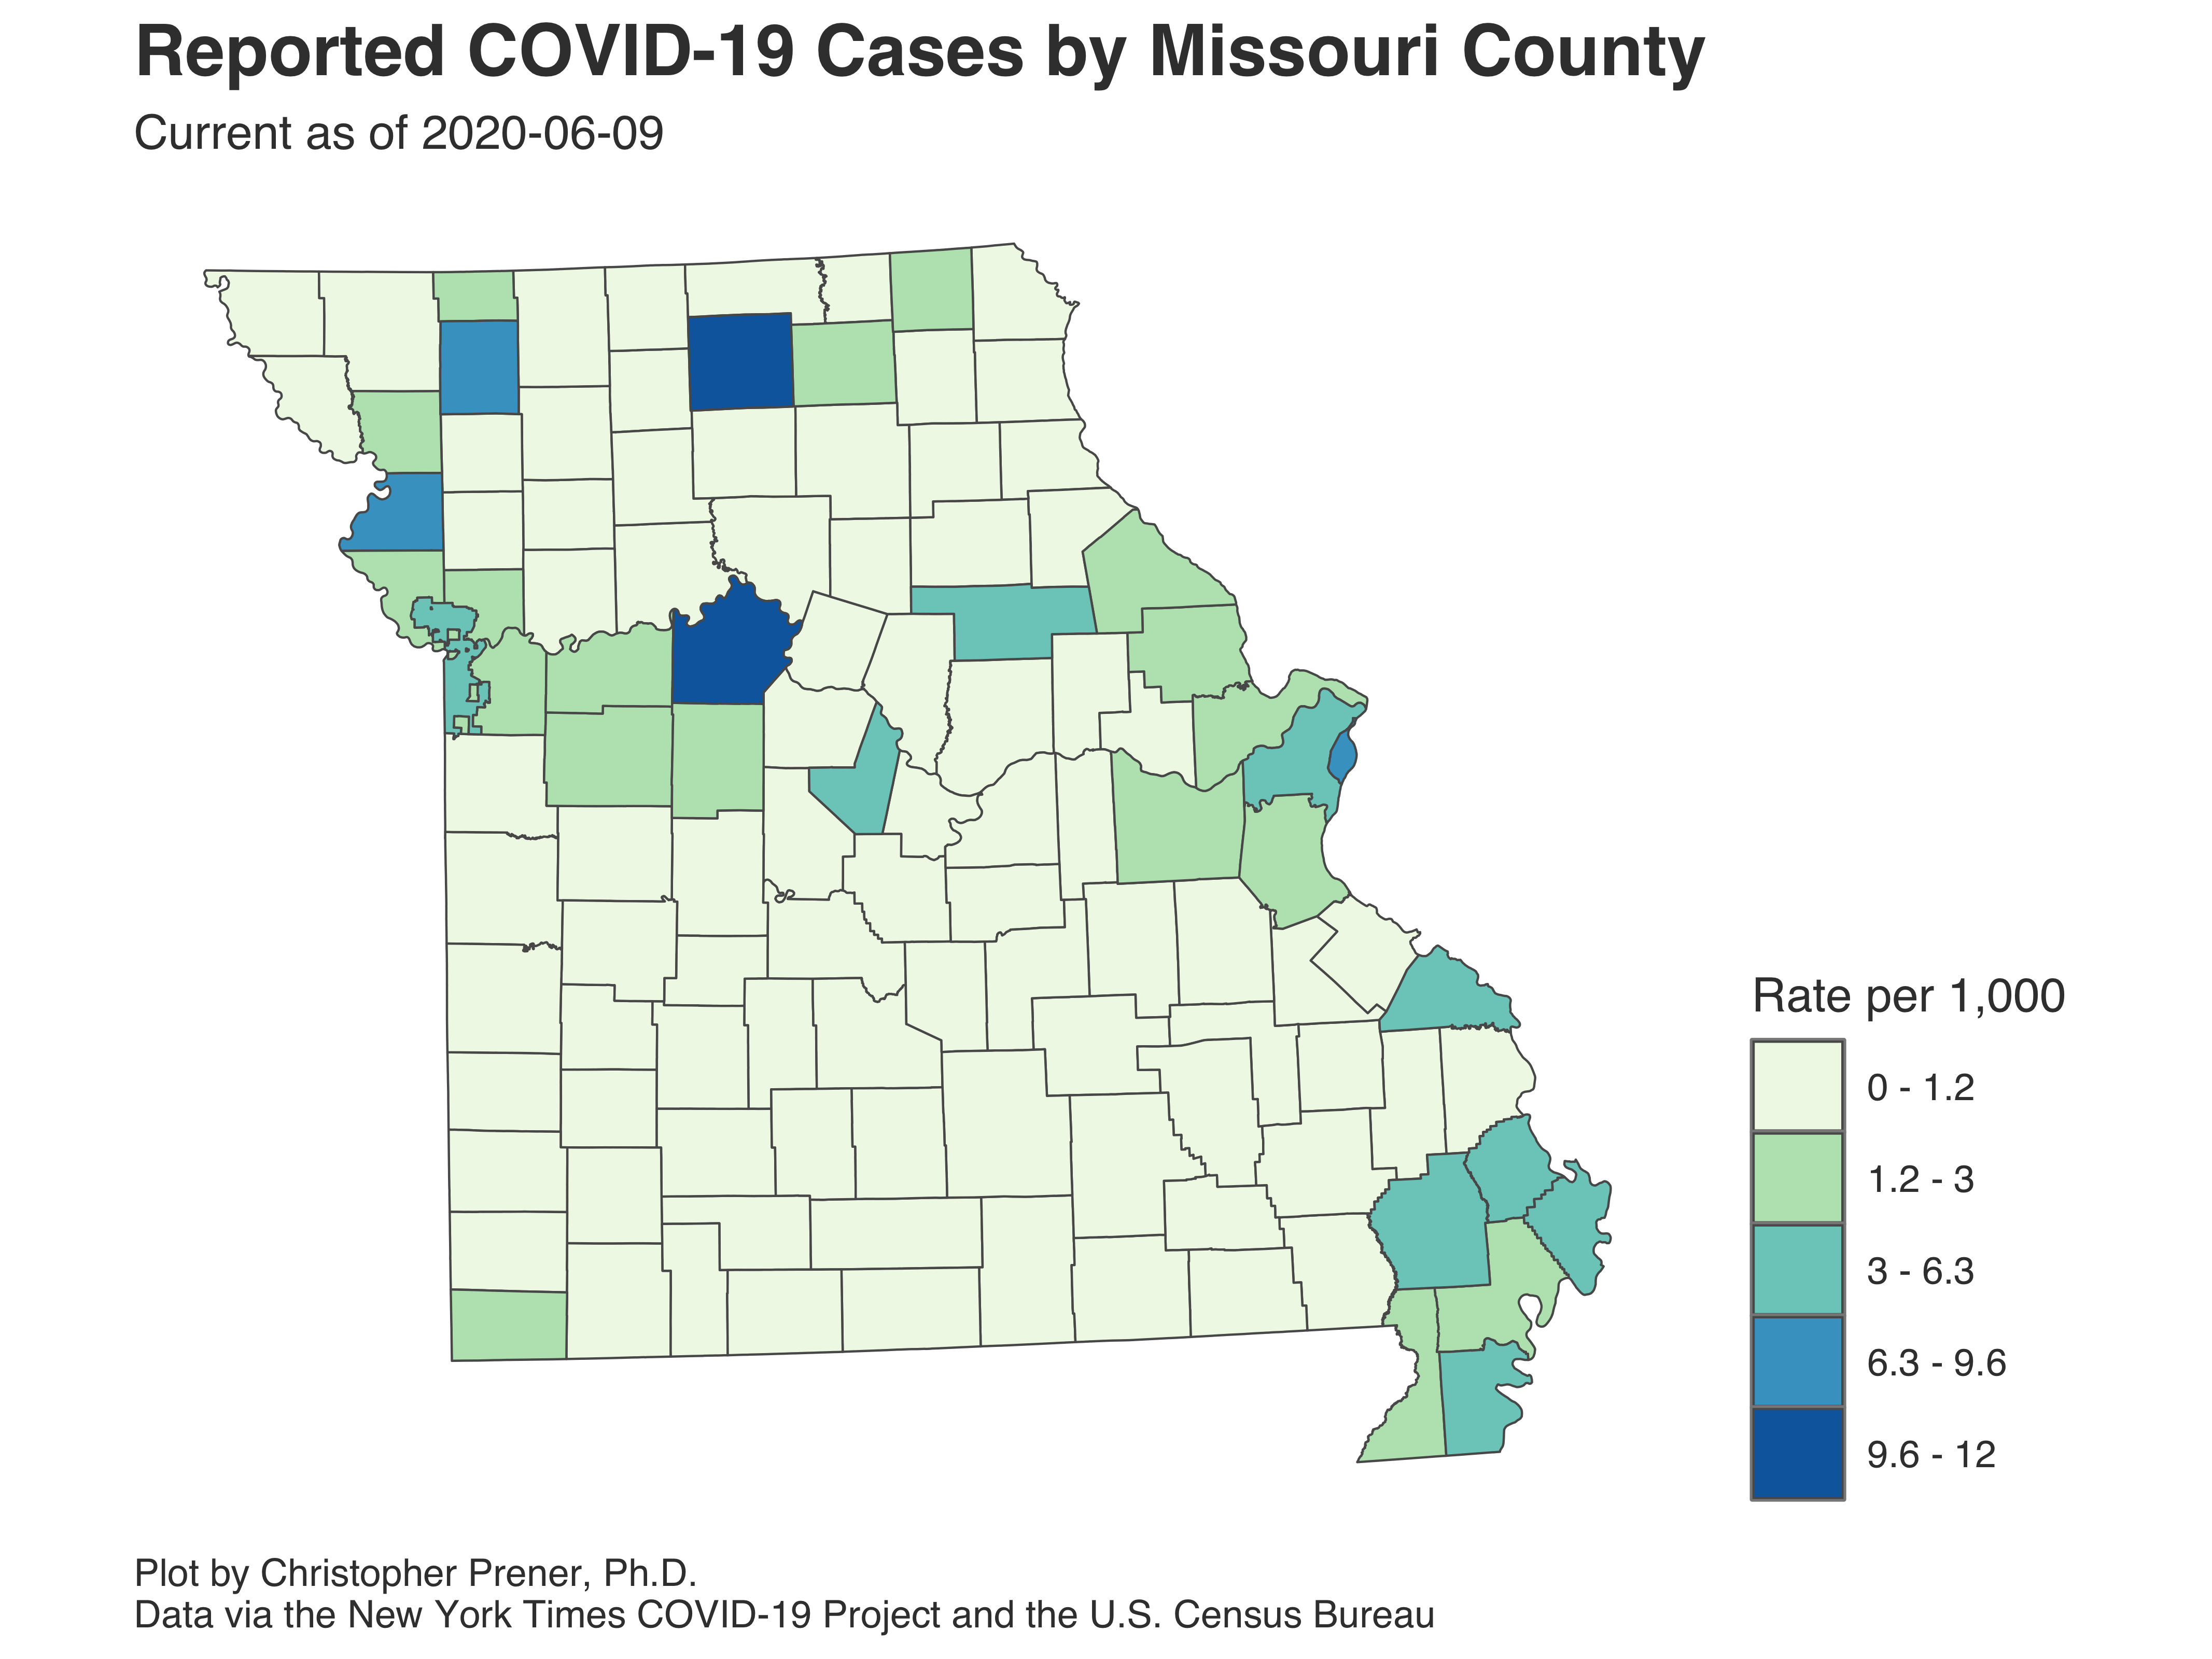 Reported COVID-19 Cases by Missouri County
Current as of 2020-06-09
Rate per 1,000
0 - 1.2
1.2 - 3
3 - 6.3
6.3 - 9.6
9.6 - 12
Plot by Christopher Prener, Ph.D.
Data via the New York Times COVID-19 Project and the U.S. Census Bureau